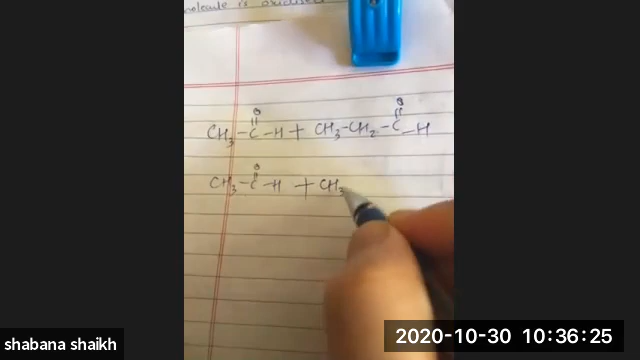 molecule is oxidised
O O
CH3-C-H + CH3-CH2-C-H
O
CH3-C-H + CH3
shabana shaikh
2020-10-30 10:36:25